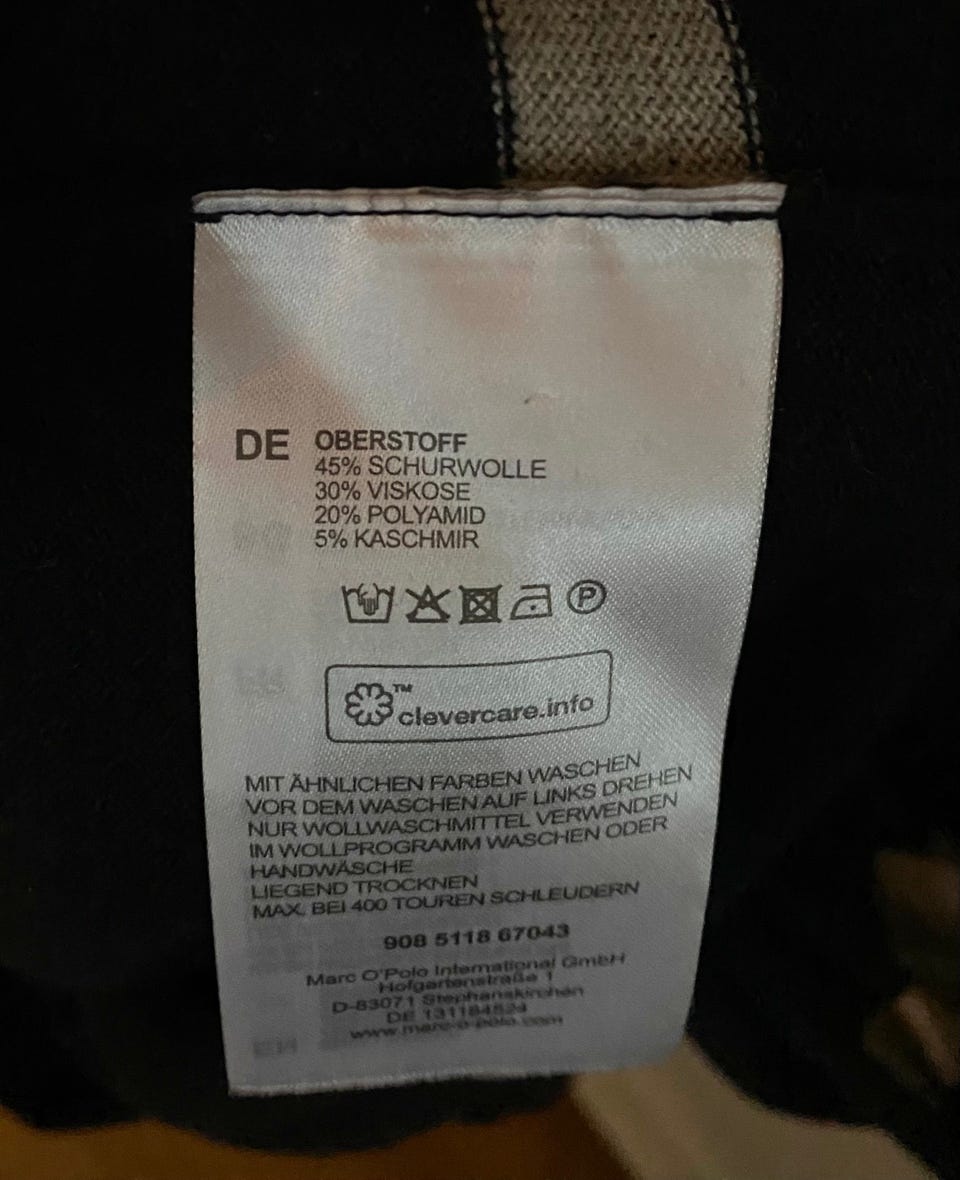 DE OBERSTOFF
45% SCHURWOLLE
30% VISKOSE
20% POLYAMID
5% KASCHMIR
P
™
clevercare.info
MIT ÄHNLICHEN FARBEN WASCHEN
VOR DEM WASCHEN AUF LINKS DREHEN
NUR WOLLWASCHMITTEL VERWENDEN
IM WOLLPROGRAMM WASCHEN ODER
HANDWÄSCHE
LIEGEND TROCKNEN
MAX. BEI 400 TOUREN SCHLEUDERN
908 5118 67043
Marc O'Polo International GmbH
Hofgartenstraße 1
D-83071 Stephanskirchen
DE 131184524
www.marc-o-polo.com